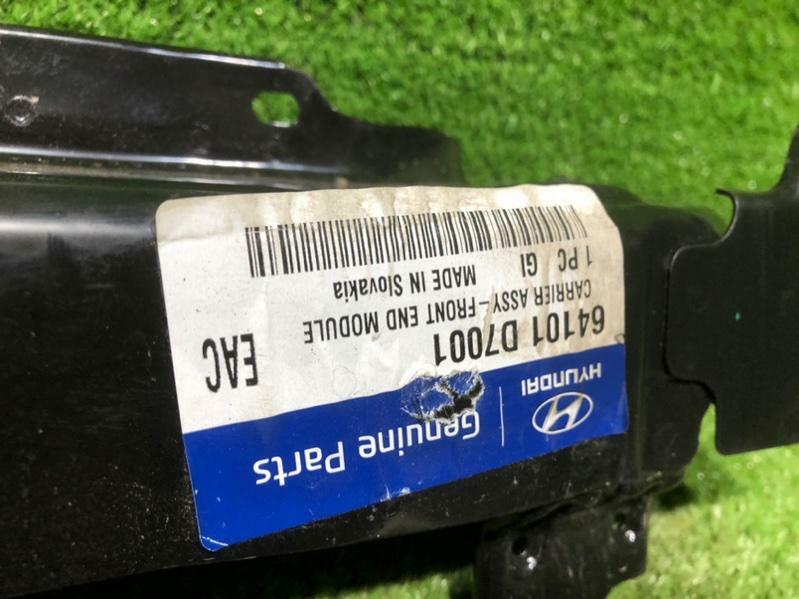 HYUNDAI | Genuine Parts
64101 D7001
CARRIER ASSY-FRONT END MODULE
1 PC GI MADE IN Slovakia
EAC